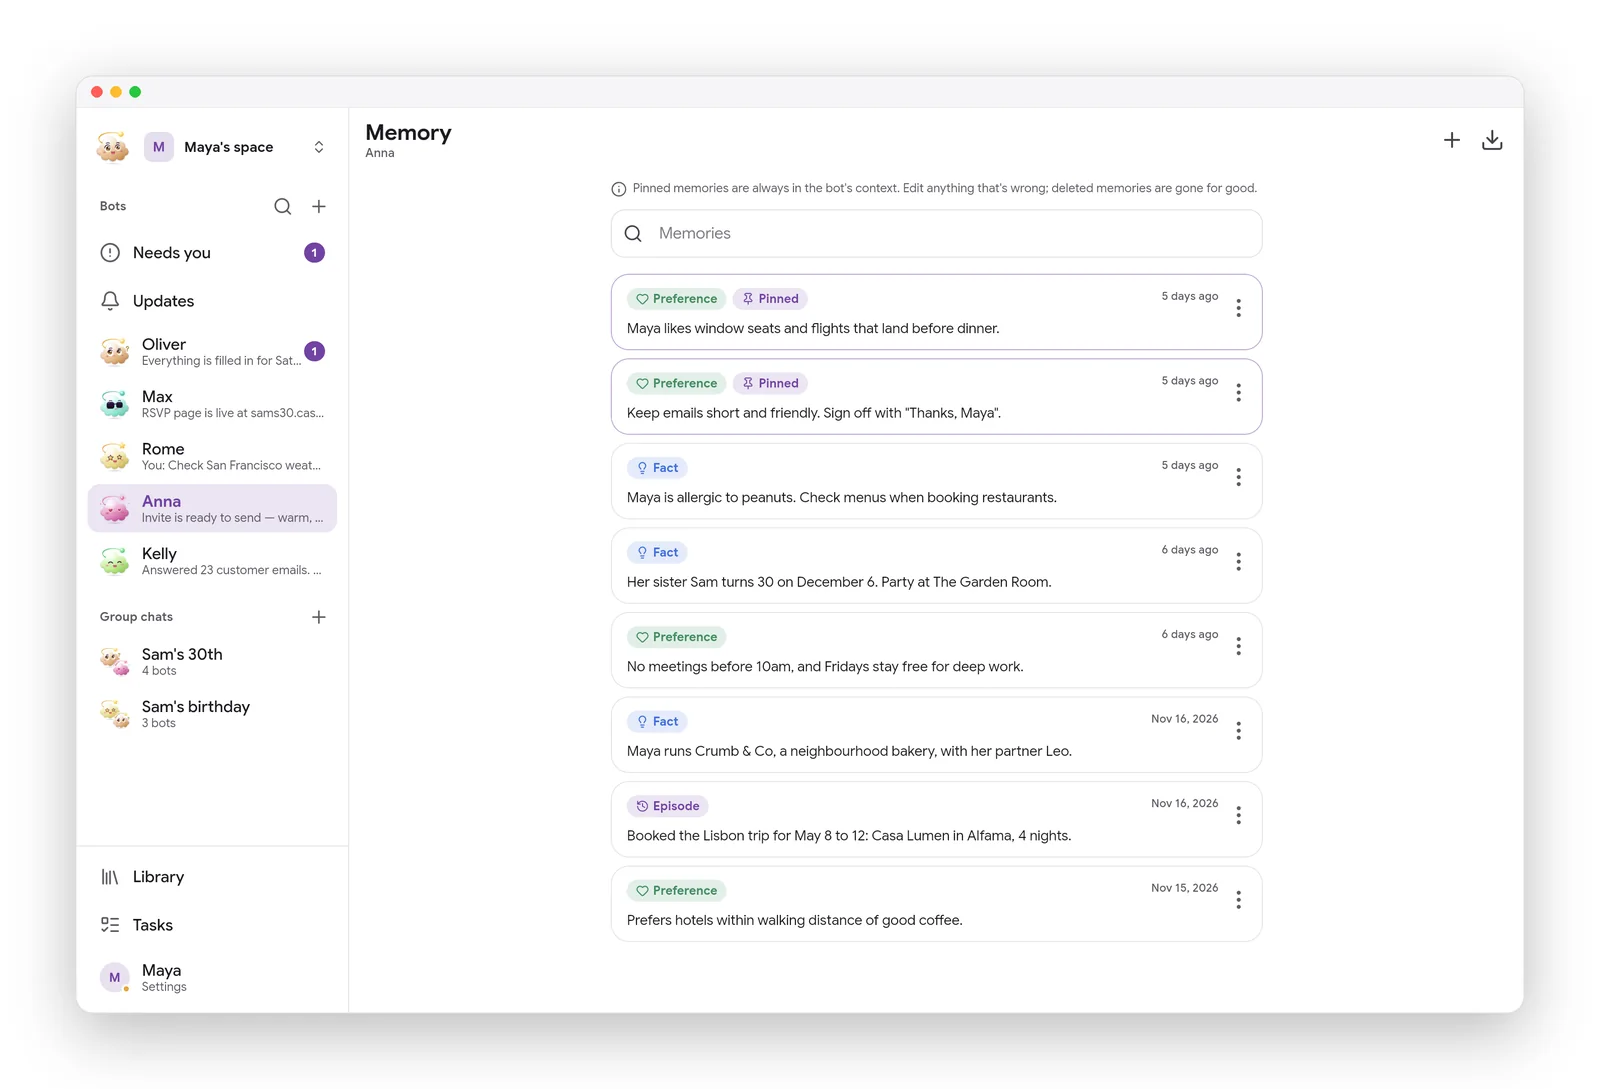 M
Maya's space
Bots
Needs you
1
Updates
Oliver
Everything is filled in for Sat...
1
Max
RSVP page is live at sams30.cas...
Rome
You: Check San Francisco weat...
Anna
Invite is ready to send — warm, ...
Kelly
Answered 23 customer emails. ...
Group chats
Sam's 30th
4 bots
Sam's birthday
3 bots
Library
Tasks
M
Maya
Settings
Memory
Anna
Pinned memories are always in the bot's context. Edit anything that's wrong; deleted memories are gone for good.
Memories
Preference
Pinned
5 days ago
Maya likes window seats and flights that land before dinner.
Preference
Pinned
5 days ago
Keep emails short and friendly. Sign off with "Thanks, Maya".
Fact
5 days ago
Maya is allergic to peanuts. Check menus when booking restaurants.
Fact
6 days ago
Her sister Sam turns 30 on December 6. Party at The Garden Room.
Preference
6 days ago
No meetings before 10am, and Fridays stay free for deep work.
Fact
Nov 16, 2026
Maya runs Crumb & Co, a neighbourhood bakery, with her partner Leo.
Episode
Nov 16, 2026
Booked the Lisbon trip for May 8 to 12: Casa Lumen in Alfama, 4 nights.
Preference
Nov 15, 2026
Prefers hotels within walking distance of good coffee.